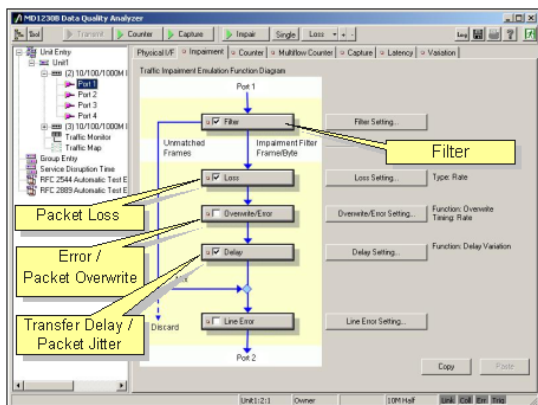 MD1230B Data Quality Analyzer
Tool Transmit Counter Capture Impair Single Loss + - Log ?
Unit Entry
Unit1
(2) 10/100/1000M I
Port 1
Port 2
Port 3
Port 4
(3) 10/100/1000M I
Traffic Monitor
Traffic Map
Group Entry
Service Disruption Time
RFC 2544 Automatic Test E
RFC 2889 Automatic Test E
Physical I/F Impairment Counter Multiflow Counter Capture Latency Variation
Traffic Impairment Emulation Function Diagram
Port 1
Filter Filter Setting...
Unmatched Frames
Impairment Filter Frame/Byte
Filter
Loss Loss Setting... Type: Rate
Packet Loss
Overwrite/Error Overwrite/Error Setting... Function: Overwrite
Timing: Rate
Error /
Packet Overwrite
Delay Delay Setting... Function: Delay Variation
Transfer Delay /
Packet Jitter
Discard
Line Error Line Error Setting...
Port 2
Copy Paste
Unit1:2:1 Owner 10M Half Link Coll Err Trig